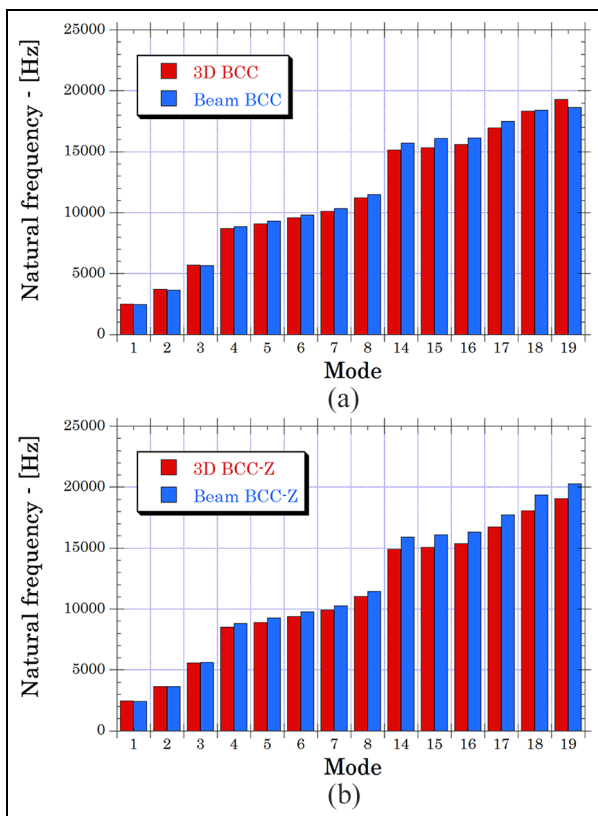 25000
20000
15000
10000
5000
0
Natural frequency - [Hz]
3D BCC
Beam BCC
1 2 3 4 5 6 7 8 14 15 16 17 18 19
Mode
(a)
25000
20000
15000
10000
5000
0
Natural frequency - [Hz]
3D BCC-Z
Beam BCC-Z
1 2 3 4 5 6 7 8 14 15 16 17 18 19
Mode
(b)